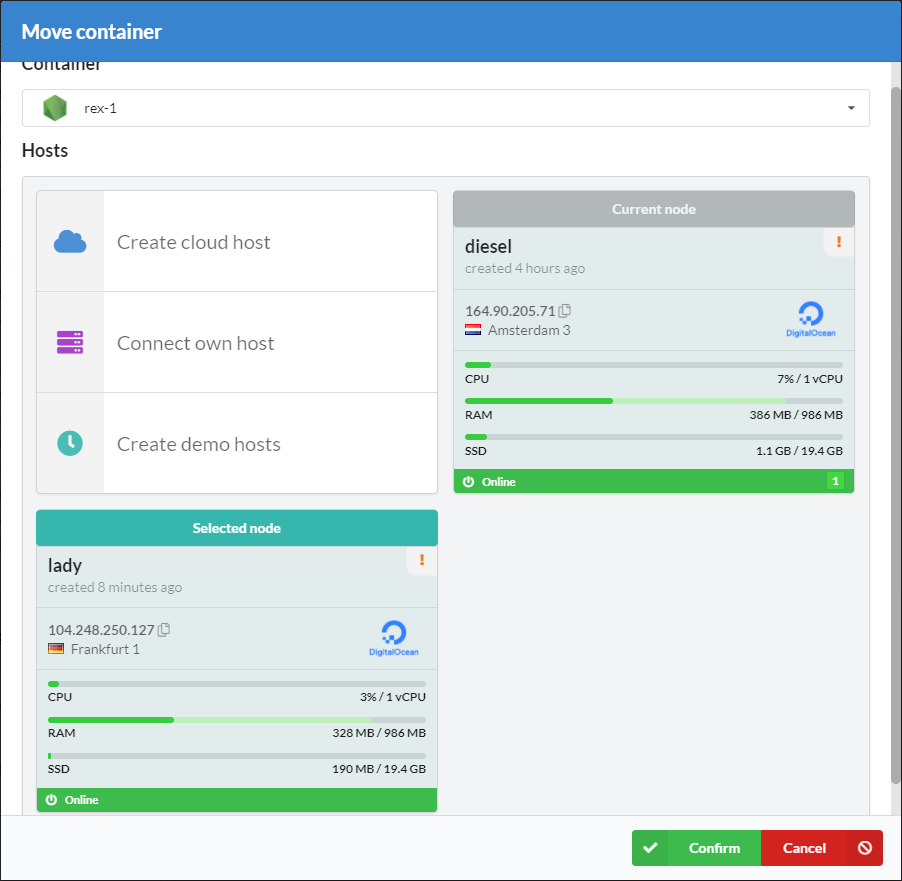 Move container
Container
rex-1
Hosts
Create cloud host
Connect own host
Create demo hosts
Current node
diesel
!
created 4 hours ago
164.90.205.71
Amsterdam 3
DigitalOcean
CPU 7% / 1 vCPU
RAM 386 MB / 986 MB
SSD 1.1 GB / 19.4 GB
Online 1
Selected node
lady
!
created 8 minutes ago
104.248.250.127
Frankfurt 1
DigitalOcean
CPU 3% / 1 vCPU
RAM 328 MB / 986 MB
SSD 190 MB / 19.4 GB
Online
Confirm Cancel